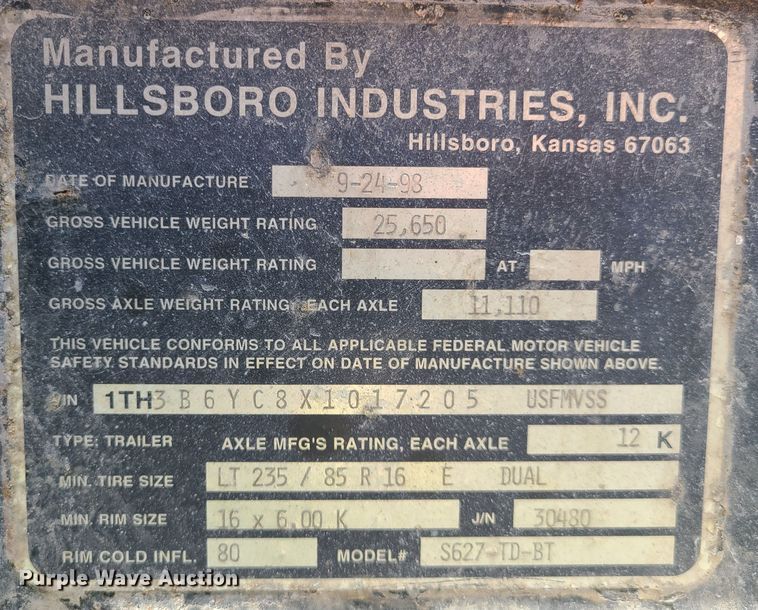 Manufactured By
HILLSBORO INDUSTRIES, INC.
Hillsboro, Kansas 67063
DATE OF MANUFACTURE 9-24-98
GROSS VEHICLE WEIGHT RATING 25,650
GROSS VEHICLE WEIGHT RATING AT MPH
GROSS AXLE WEIGHT RATING: EACH AXLE 11,110
THIS VEHICLE CONFORMS TO ALL APPLICABLE FEDERAL MOTOR VEHICLE
SAFETY STANDARDS IN EFFECT ON DATE OF MANUFACTURE SHOWN ABOVE.
VIN 1TH3B6YC8X1017205 USFMVSS
TYPE: TRAILER AXLE MFG'S RATING, EACH AXLE 12 K
MIN. TIRE SIZE LT 235 / 85 R 16 E DUAL
MIN. RIM SIZE 16 x 6.00 K J/N 30480
RIM COLD INFL. 80 MODEL# S627-TD-BT
Purple Wave Auction